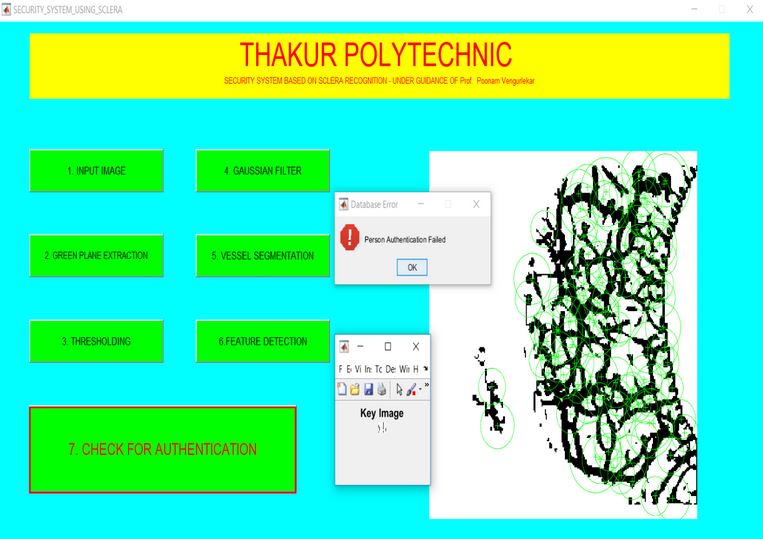 SECURITY_SYSTEM_USING_SCLERA
THAKUR POLYTECHNIC
SECURITY SYSTEM BASED ON SCLERA RECOGNITION - UNDER GUIDANCE OF Prof. Poonam Vengurlekar
1. INPUT IMAGE
4. GAUSSIAN FILTER
2. GREEN PLANE EXTRACTION
5. VESSEL SEGMENTATION
3. THRESHOLDING
6.FEATURE DETECTION
7. CHECK FOR AUTHENTICATION
Database Error
Person Authentication Failed
OK
F E Vi In Tc De Wi H
Key Image